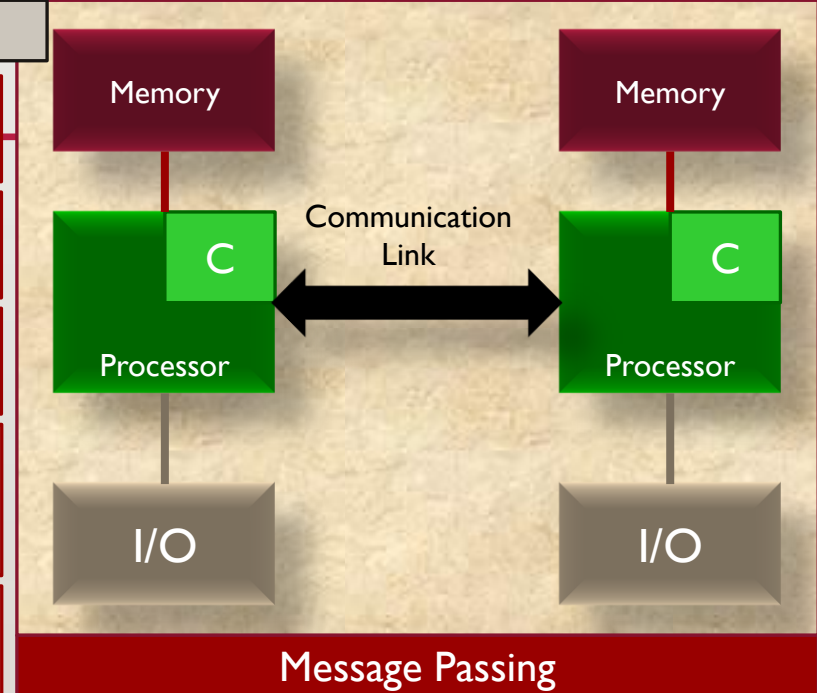 Memory
Memory
C
Communication
Link
C
Processor
Processor
I/O
I/O
Message Passing